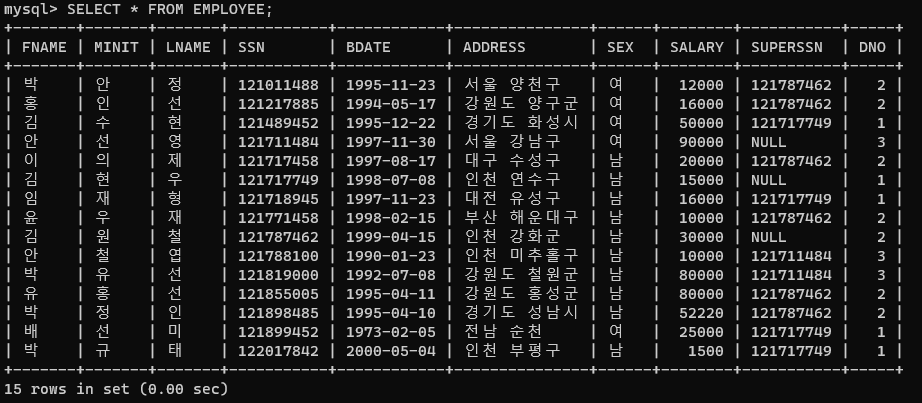 mysql> SELECT * FROM EMPLOYEE;
+-------+-------+-------+-----------+------------+-----------------+-----+--------+-----------+-----+
| FNAME | MINIT | LNAME | SSN       | BDATE      | ADDRESS         | SEX | SALARY | SUPERSSN  | DNO |
+-------+-------+-------+-----------+------------+-----------------+-----+--------+-----------+-----+
| 박    | 안    | 정    | 121011488 | 1995-11-23 | 서울 양천구     | 여  |  12000 | 121787462 |   2 |
| 홍    | 인    | 선    | 121217885 | 1994-05-17 | 강원도 양구군   | 여  |  16000 | 121787462 |   2 |
| 김    | 수    | 현    | 121489452 | 1995-12-22 | 경기도 화성시   | 여  |  50000 | 121717749 |   1 |
| 안    | 선    | 영    | 121711484 | 1997-11-30 | 서울 강남구     | 여  |  90000 | NULL      |   3 |
| 이    | 의    | 제    | 121717458 | 1997-08-17 | 대구 수성구     | 남  |  20000 | 121787462 |   2 |
| 김    | 현    | 우    | 121717749 | 1998-07-08 | 인천 연수구     | 남  |  15000 | NULL      |   1 |
| 임    | 재    | 형    | 121718945 | 1997-11-23 | 대전 유성구     | 남  |  16000 | 121717749 |   1 |
| 윤    | 우    | 재    | 121771458 | 1998-02-15 | 부산 해운대구   | 남  |  10000 | 121787462 |   2 |
| 김    | 원    | 철    | 121787462 | 1999-04-15 | 인천 강화군     | 남  |  30000 | NULL      |   2 |
| 안    | 철    | 엽    | 121788100 | 1990-01-23 | 인천 미추홀구   | 남  |  10000 | 121711484 |   3 |
| 박    | 유    | 선    | 121819000 | 1992-07-08 | 강원도 철원군   | 남  |  80000 | 121711484 |   3 |
| 유    | 홍    | 선    | 121855005 | 1995-04-11 | 강원도 홍성군   | 남  |  80000 | 121787462 |   2 |
| 박    | 정    | 인    | 121898485 | 1995-04-10 | 경기도 성남시   | 남  |  52220 | 121787462 |   2 |
| 배    | 선    | 미    | 121899452 | 1973-02-05 | 전남 순천       | 여  |  25000 | 121717749 |   1 |
| 박    | 규    | 태    | 122017842 | 2000-05-04 | 인천 부평구     | 남  |   1500 | 121717749 |   1 |
+-------+-------+-------+-----------+------------+-----------------+-----+--------+-----------+-----+
15 rows in set (0.00 sec)